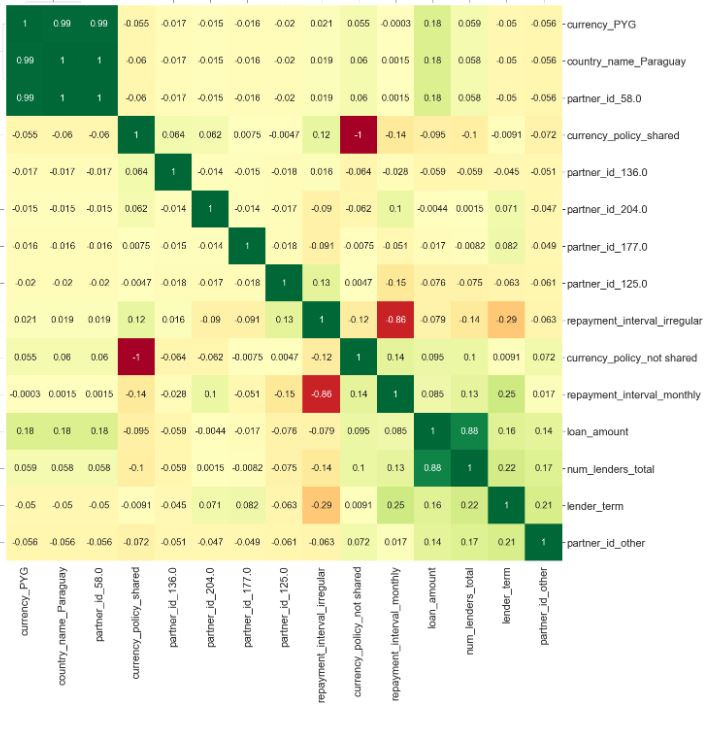 1 0.99 0.99 -0.055 -0.017 -0.015 -0.016 -0.02 0.021 0.055 -0.0003 0.18 0.059 -0.05 -0.056 currency_PYG
0.99 1 1 -0.06 -0.017 -0.015 -0.016 -0.02 0.019 0.06 0.0015 0.18 0.058 -0.05 -0.056 country_name_Paraguay
0.99 1 1 -0.06 -0.017 -0.015 -0.016 -0.02 0.019 0.06 0.0015 0.18 0.058 -0.05 -0.056 partner_id_58.0
-0.055 -0.06 -0.06 1 0.064 0.062 0.0075 -0.0047 0.12 -1 -0.14 -0.095 -0.1 -0.0091 -0.072 currency_policy_shared
-0.017 -0.017 -0.017 0.064 1 -0.014 -0.015 -0.018 0.016 -0.064 -0.028 -0.059 -0.059 -0.045 -0.051 partner_id_136.0
-0.015 -0.015 -0.015 0.062 -0.014 1 -0.014 -0.017 -0.09 -0.062 0.1 -0.0044 0.0015 0.071 -0.047 partner_id_204.0
-0.016 -0.016 -0.016 0.0075 -0.015 -0.014 1 -0.018 -0.091 -0.0075 -0.051 -0.017 -0.0082 0.082 -0.049 partner_id_177.0
-0.02 -0.02 -0.02 -0.0047 -0.018 -0.017 -0.018 1 0.13 0.0047 -0.15 -0.076 -0.075 -0.063 -0.061 partner_id_125.0
0.021 0.019 0.019 0.12 0.016 -0.09 -0.091 0.13 1 -0.12 -0.86 -0.079 -0.14 -0.29 -0.063 repayment_interval_irregular
0.055 0.06 0.06 -1 -0.064 -0.062 -0.0075 0.0047 -0.12 1 0.14 0.095 0.1 0.0091 0.072 currency_policy_not shared
-0.0003 0.0015 0.0015 -0.14 -0.028 0.1 -0.051 -0.15 -0.86 0.14 1 0.085 0.13 0.25 0.017 repayment_interval_monthly
0.18 0.18 0.18 -0.095 -0.059 -0.0044 -0.017 -0.076 -0.079 0.095 0.085 1 0.88 0.16 0.14 loan_amount
0.059 0.058 0.058 -0.1 -0.059 0.0015 -0.0082 -0.075 -0.14 0.1 0.13 0.88 1 0.22 0.17 num_lenders_total
-0.05 -0.05 -0.05 -0.0091 -0.045 0.071 0.082 -0.063 -0.29 0.0091 0.25 0.16 0.22 1 0.21 lender_term
-0.056 -0.056 -0.056 -0.072 -0.051 -0.047 -0.049 -0.061 -0.063 0.072 0.017 0.14 0.17 0.21 1 partner_id_other
currency_PYG
country_name_Paraguay
partner_id_58.0
currency_policy_shared
partner_id_136.0
partner_id_204.0
partner_id_177.0
partner_id_125.0
repayment_interval_irregular
currency_policy_not shared
repayment_interval_monthly
loan_amount
num_lenders_total
lender_term
partner_id_other